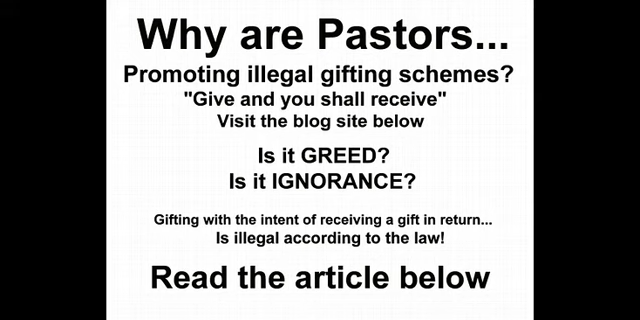 Why are Pastors...
Promoting illegal gifting schemes?
"Give and you shall receive"
Visit the blog site below
Is it GREED?
Is it IGNORANCE?
Gifting with the intent of receiving a gift in return...
Is illegal according to the law!
Read the article below